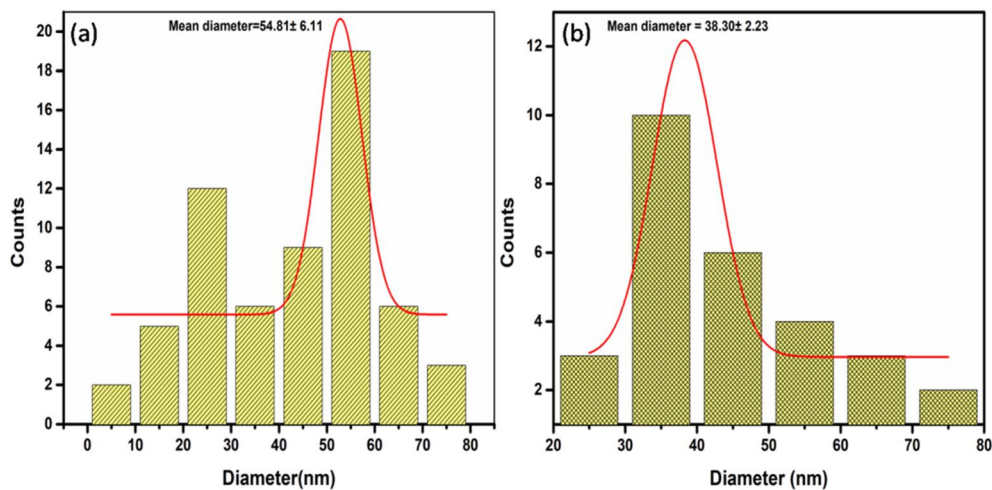 (a)
Mean diameter=54.81± 6.11
Counts
20
18
16
14
12
10
8
6
4
2
0
0 10 20 30 40 50 60 70 80
Diameter(nm)
(b)
Mean diameter = 38.30± 2.23
Counts
12
10
8
6
4
2
20 30 40 50 60 70 80
Diameter (nm)